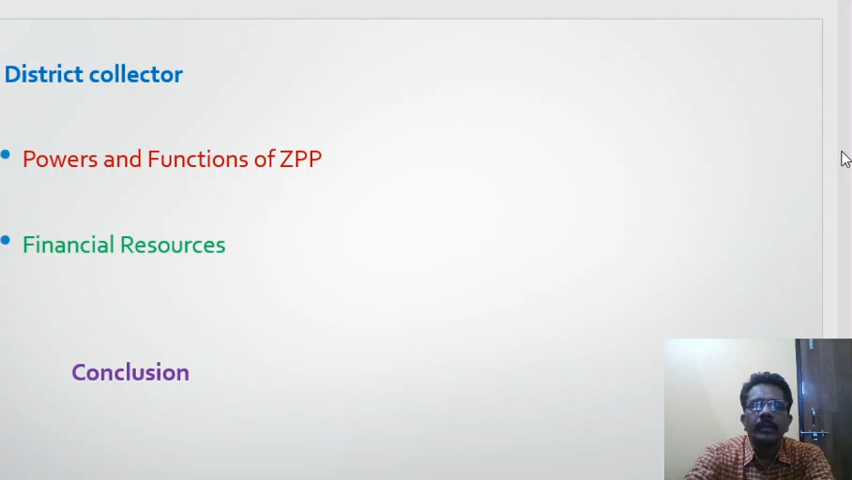 District collector
Powers and Functions of ZPP
Financial Resources
Conclusion